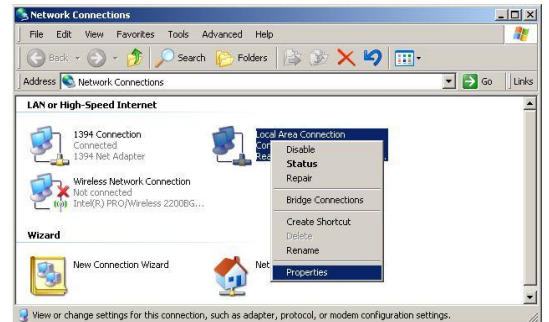 Network Connections
File Edit View Favorites Tools Advanced Help
Back Search Folders
Address Network Connections Go Links
LAN or High-Speed Internet
1394 Connection
Connected
1394 Net Adapter
Local Area Connection
Con
Rea
Wireless Network Connection
Not connected
Intel(R) PRO/Wireless 2200BG...
Disable
Status
Repair
Bridge Connections
Create Shortcut
Delete
Rename
Properties
Wizard
New Connection Wizard
Net
View or change settings for this connection, such as adapter, protocol, or modem configuration settings.